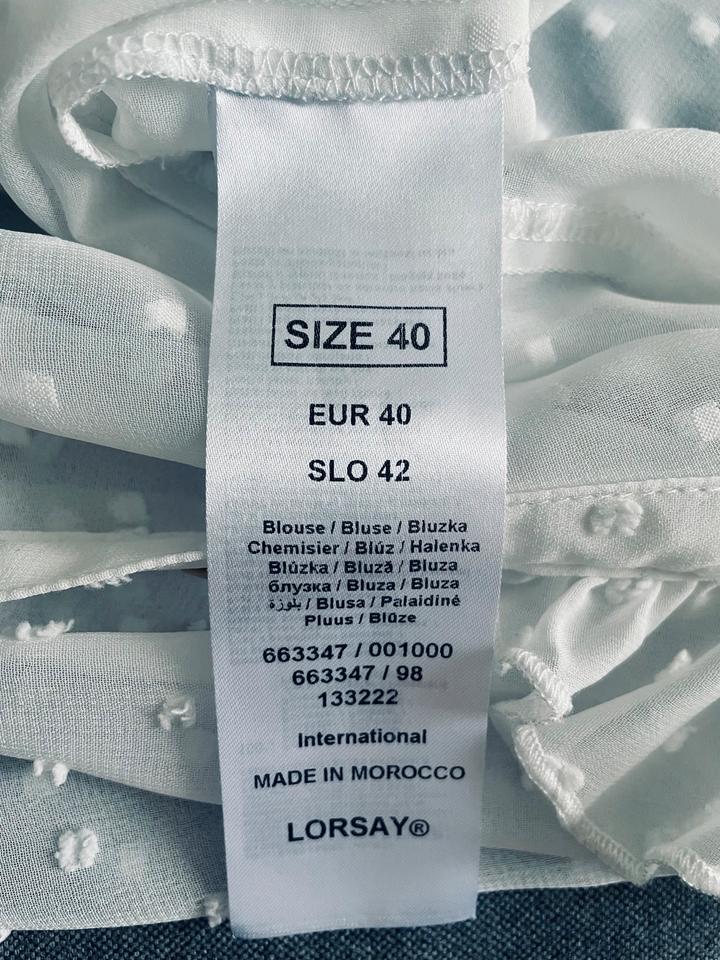 SIZE 40
EUR 40
SLO 42
Blouse / Bluse / Bluzka
Chemisier / Blúz / Halenka
Blúzka / Bluză / Bluza
блузка / Bluza / Bluza
بلوزة / Blusa / Palaidinė
Pluus / Blūze
663347 / 001000
663347 / 98
133222
International
MADE IN MOROCCO
LORSAY®